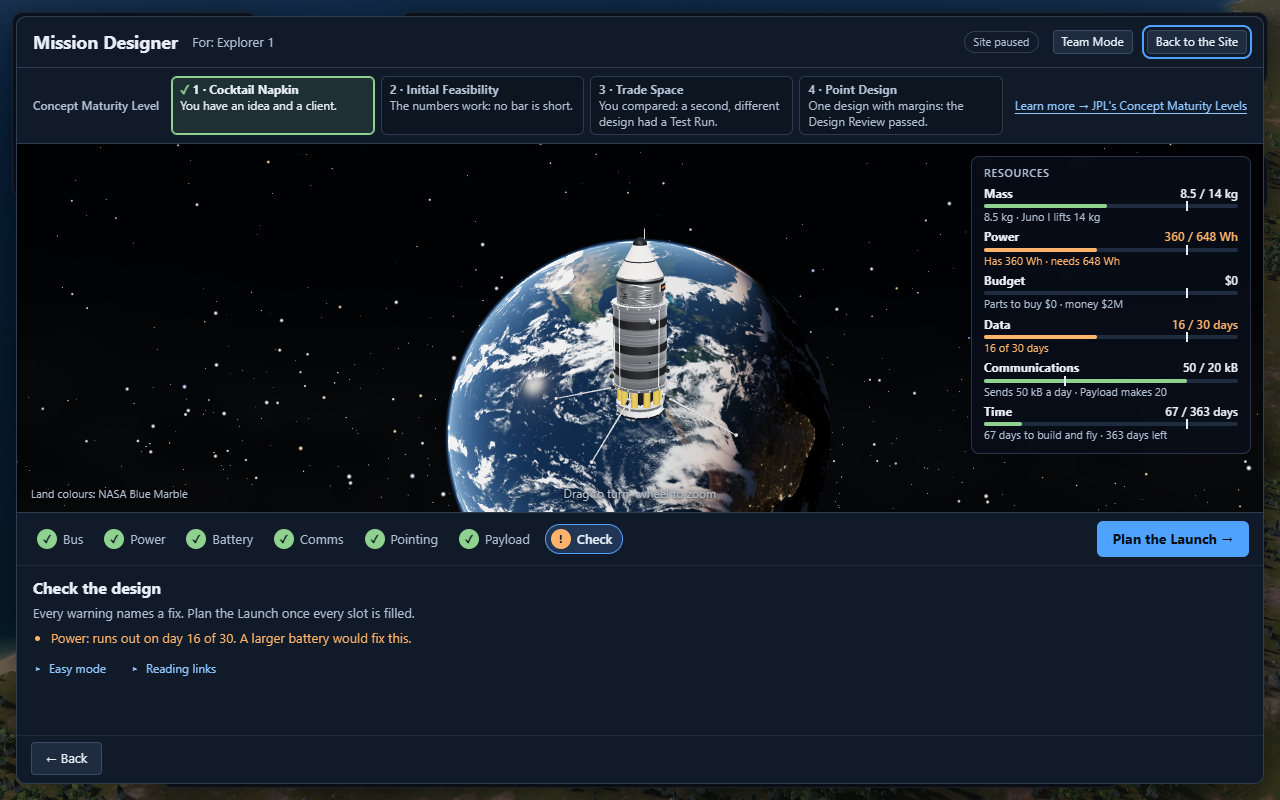 Mission Designer For: Explorer 1
Site paused
Team Mode
Back to the Site
Concept Maturity Level
✓ 1 · Cocktail Napkin
You have an idea and a client.
2 · Initial Feasibility
The numbers work: no bar is short.
3 · Trade Space
You compared: a second, different
design had a Test Run.
4 · Point Design
One design with margins: the
Design Review passed.
Learn more → JPL's Concept Maturity Levels
RESOURCES
Mass 8.5 / 14 kg
8.5 kg · Juno I lifts 14 kg
Power 360 / 648 Wh
Has 360 Wh · needs 648 Wh
Budget $0
Parts to buy $0 · money $2M
Data 16 / 30 days
16 of 30 days
Communications 50 / 20 kB
Sends 50 kB a day · Payload makes 20
Time 67 / 363 days
67 days to build and fly · 363 days left
Land colours: NASA Blue Marble
Drag to turn · wheel to zoom
✓ Bus
✓ Power
✓ Battery
✓ Comms
✓ Pointing
✓ Payload
! Check
Plan the Launch →
Check the design
Every warning names a fix. Plan the Launch once every slot is filled.
• Power: runs out on day 16 of 30. A larger battery would fix this.
▸ Easy mode
▸ Reading links
← Back